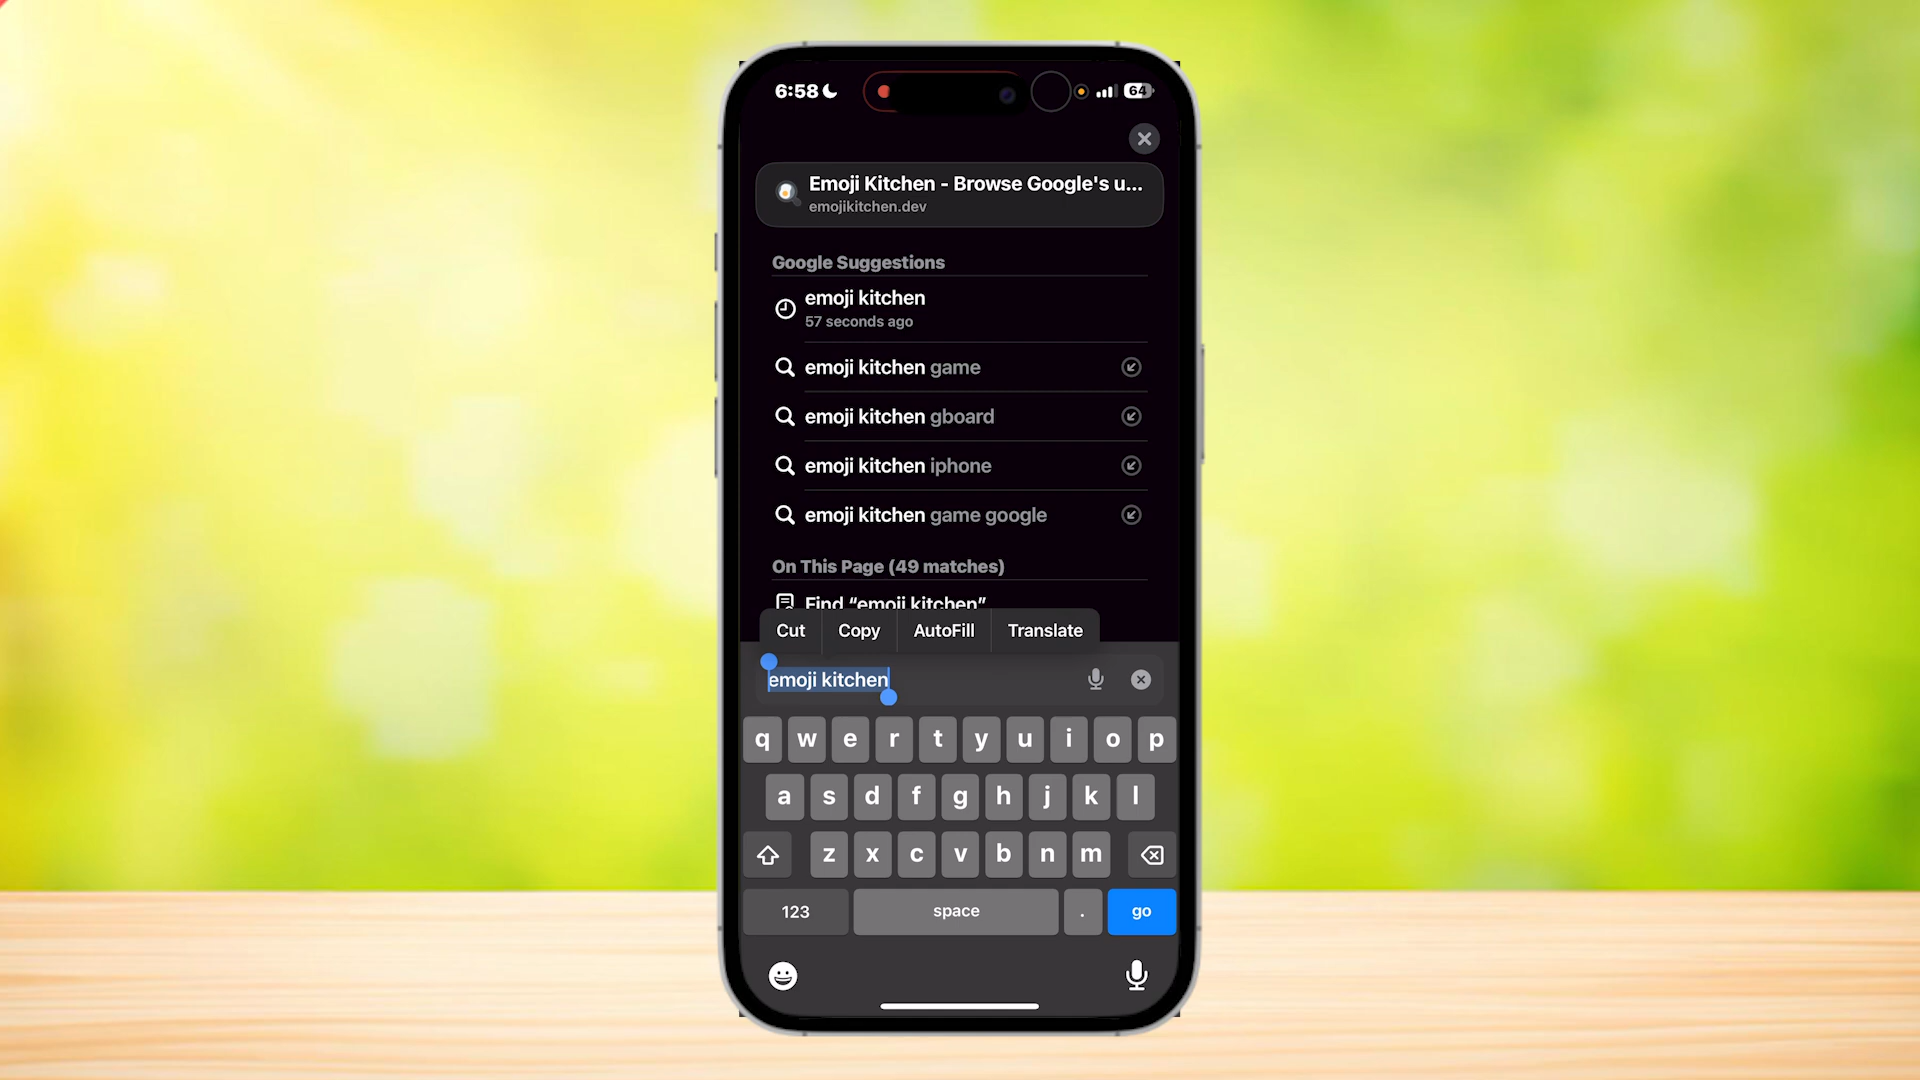 6:58
64
Emoji Kitchen - Browse Google's u...
emojikitchen.dev
Google Suggestions
emoji kitchen
57 seconds ago
emoji kitchen game
emoji kitchen gboard
emoji kitchen iphone
emoji kitchen game google
On This Page (49 matches)
Find “emoji kitchen”
Cut Copy AutoFill Translate
emoji kitchen
q w e r t y u i o p
a s d f g h j k l
z x c v b n m
123 space . go